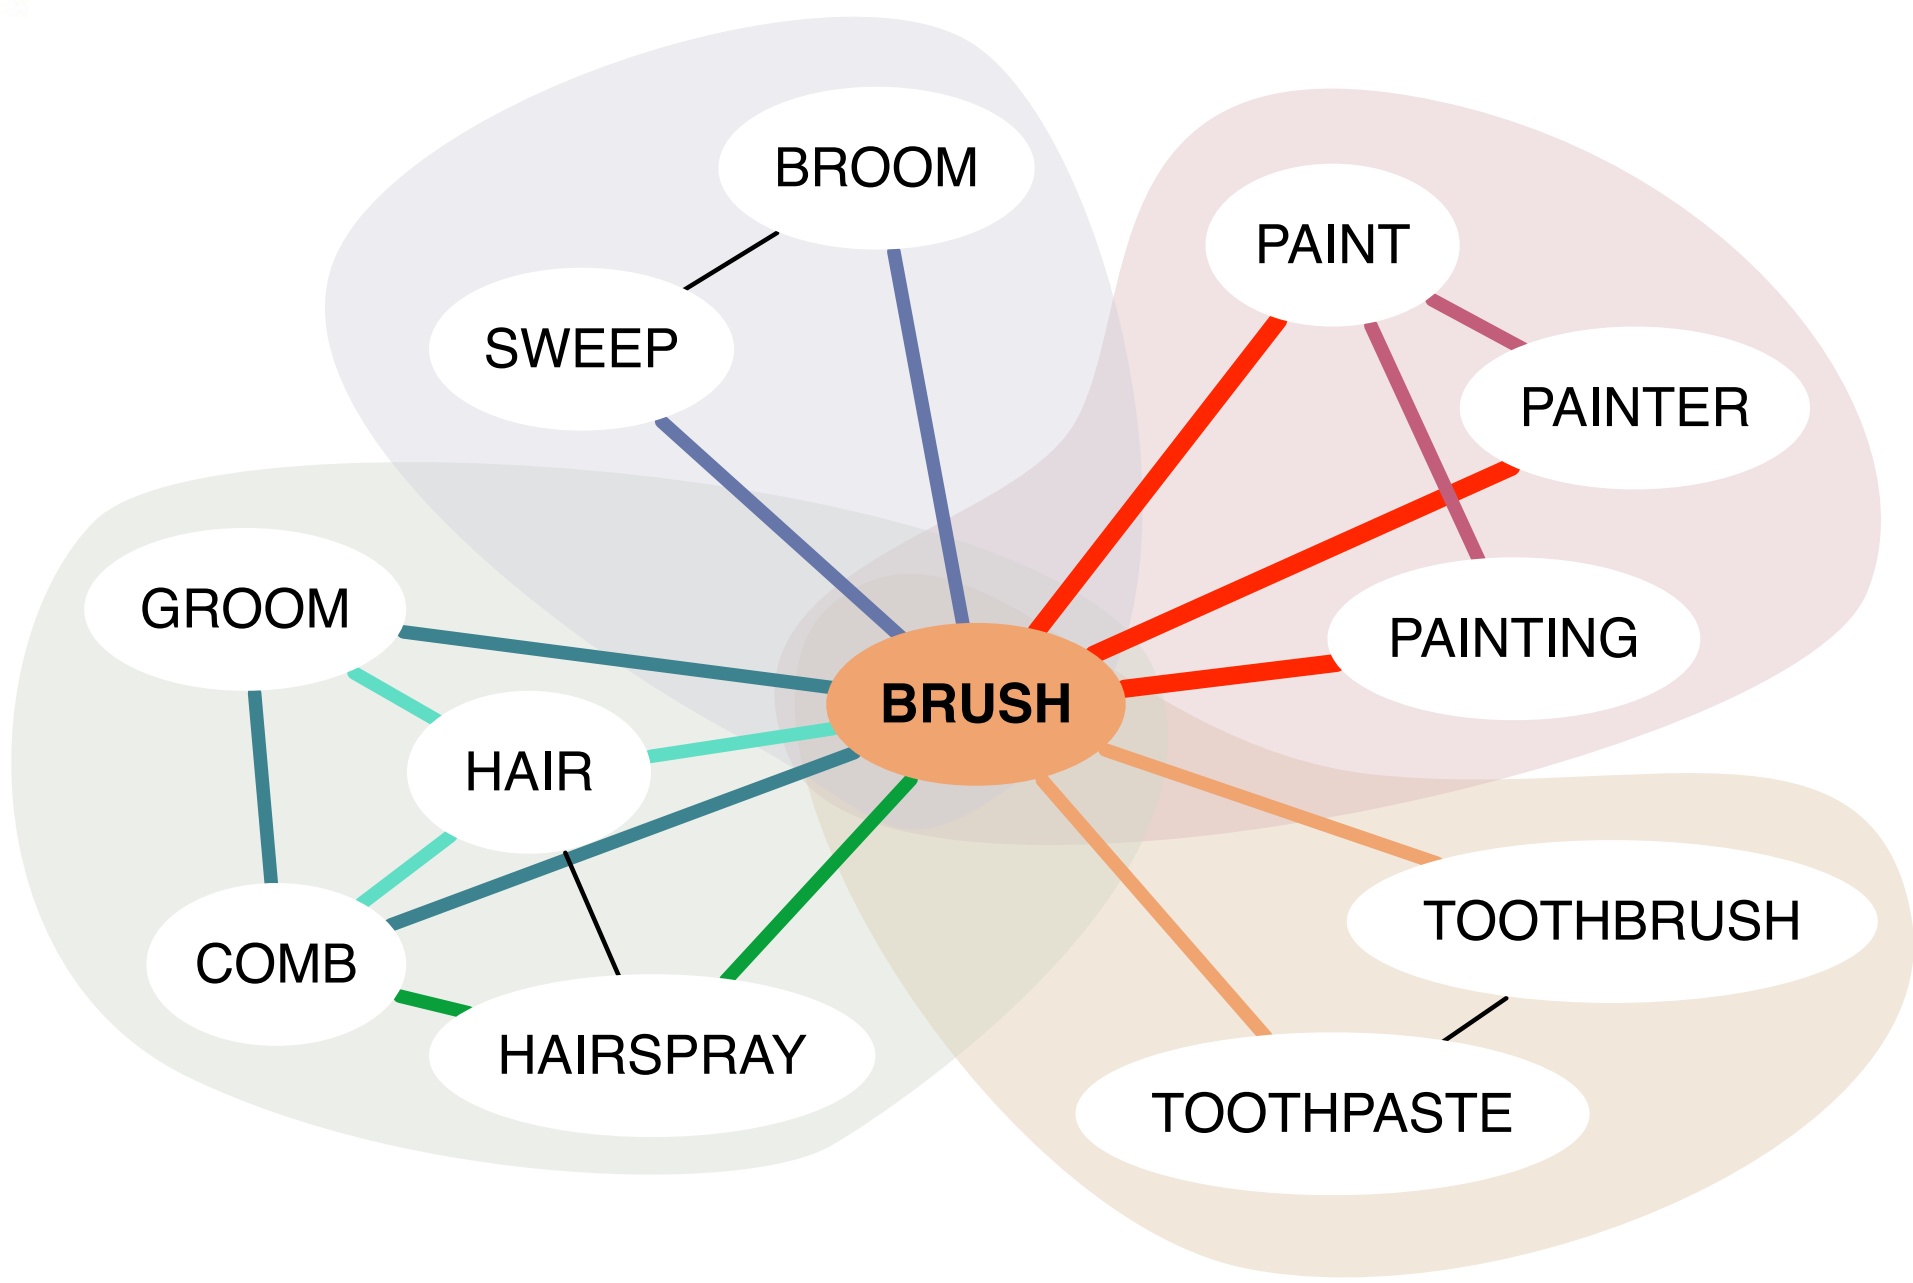 BROOM
PAINT
SWEEP
PAINTER
GROOM
PAINTING
BRUSH
HAIR
TOOTHBRUSH
COMB
HAIRSPRAY
TOOTHPASTE